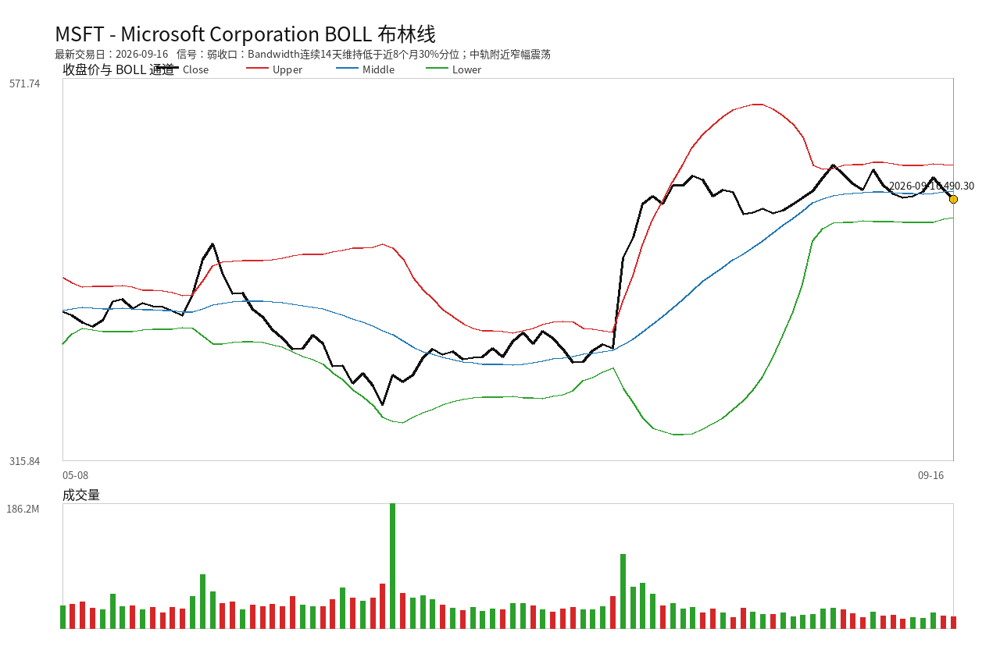 MSFT - Microsoft Corporation BOLL 布林线
最新交易日：2026-09-16 信号：弱收口：Bandwidth连续14天维持低于近8个月30%分位；中轨附近窄幅震荡
收盘价与 BOLL 通道 Close Upper Middle Lower
571.74
2026-09-16 490.30
315.84
05-08 09-16
成交量
186.2M